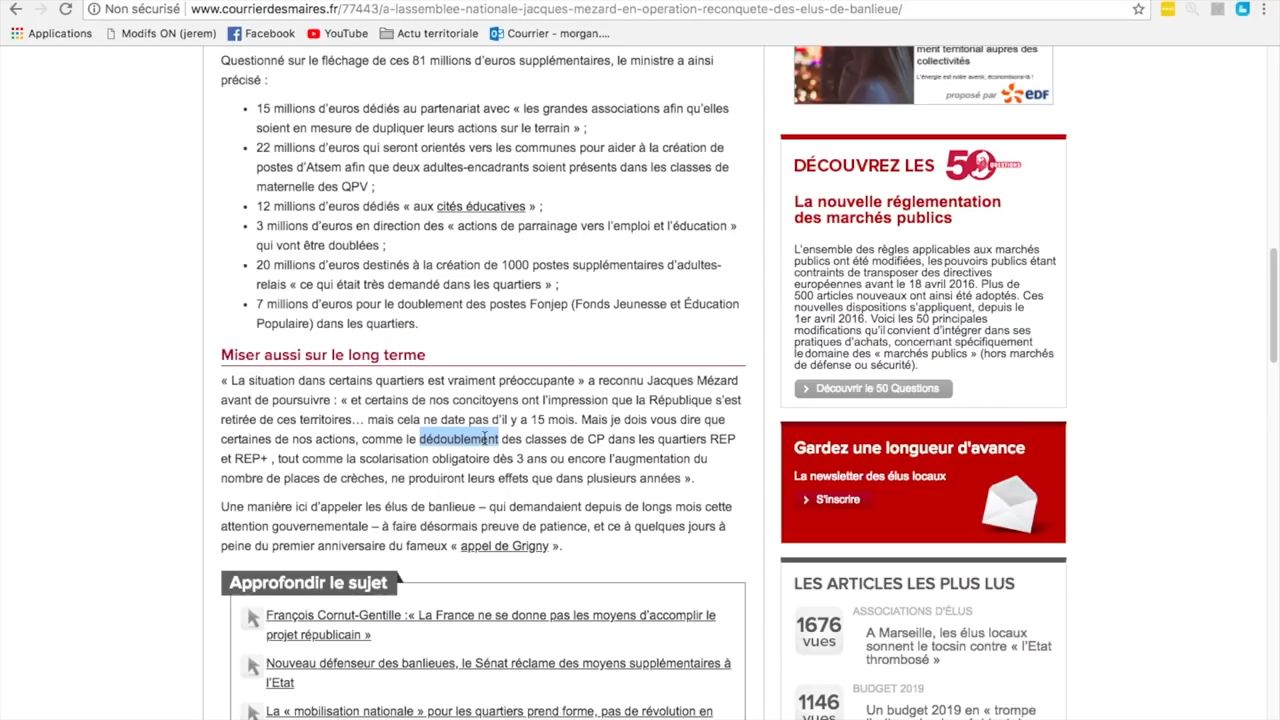 Non sécurisé
www.courrierdesmaires.fr/77443/a-lassemblee-nationale-jacques-mezard-en-operation-reconquete-des-elus-de-banlieue/
Applications
Modifs ON (jerem)
Facebook
YouTube
Actu territoriale
Courrier - morgan,...
Questionné sur le fléchage de ces 81 millions d'euros supplémentaires, le ministre a ainsi
précisé :
• 15 millions d'euros dédiés au partenariat avec « les grandes associations afin qu'elles
soient en mesure de dupliquer leurs actions sur le terrain » ;
• 22 millions d'euros qui seront orientés vers les communes pour aider à la création de
postes d'Atsem afin que deux adultes-encadrants soient présents dans les classes de
maternelle des QPV ;
• 12 millions d'euros dédiés « aux cités éducatives » ;
• 3 millions d'euros en direction des « actions de parrainage vers l'emploi et l'éducation »
qui vont être doublées ;
• 20 millions d'euros destinés à la création de 1000 postes supplémentaires d'adultes-
relais « ce qui était très demandé dans les quartiers » ;
• 7 millions d'euros pour le doublement des postes Fonjep (Fonds Jeunesse et Éducation
Populaire) dans les quartiers.
Miser aussi sur le long terme
« La situation dans certains quartiers est vraiment préoccupante » a reconnu Jacques Mézard
avant de poursuivre : « et certains de nos concitoyens ont l'impression que la République s'est
retirée de ces territoires… mais cela ne date pas d'il y a 15 mois. Mais je dois vous dire que
certaines de nos actions, comme le dédoublement des classes de CP dans les quartiers REP
et REP+ , tout comme la scolarisation obligatoire dès 3 ans ou encore l'augmentation du
nombre de places de crèches, ne produiront leurs effets que dans plusieurs années ».
Une manière ici d'appeler les élus de banlieue – qui demandaient depuis de longs mois cette
attention gouvernementale – à faire désormais preuve de patience, et ce à quelques jours à
peine du premier anniversaire du fameux « appel de Grigny ».
Approfondir le sujet
François Cornut-Gentille :« La France ne se donne pas les moyens d'accomplir le
projet républicain »
Nouveau défenseur des banlieues, le Sénat réclame des moyens supplémentaires à
l'Etat
La « mobilisation nationale » pour les quartiers prend forme, pas de révolution en
ment territorial auprès des
collectivités
L'énergie est notre avenir, économisons-la !
proposé par EDF
DÉCOUVREZ LES 50 QUESTIONS
La nouvelle réglementation
des marchés publics
L'ensemble des règles applicables aux marchés
publics ont été modifiées, les pouvoirs publics étant
contraints de transposer des directives
européennes avant le 18 avril 2016. Plus de
500 articles nouveaux ont ainsi été adoptés. Ces
nouvelles dispositions s'appliquent, depuis le
1er avril 2016. Voici les 50 principales
modifications qu'il convient d'intégrer dans ses
pratiques d'achats, concernant spécifiquement
le domaine des « marchés publics » (hors marchés
de défense ou sécurité).
Découvrir le 50 Questions
Gardez une longueur d'avance
La newsletter des élus locaux
S'inscrire
LES ARTICLES LES PLUS LUS
1676
vues
ASSOCIATIONS D'ÉLUS
A Marseille, les élus locaux
sonnent le tocsin contre « l'Etat
thrombosé »
1146
vues
BUDGET 2019
Un budget 2019 en « trompe